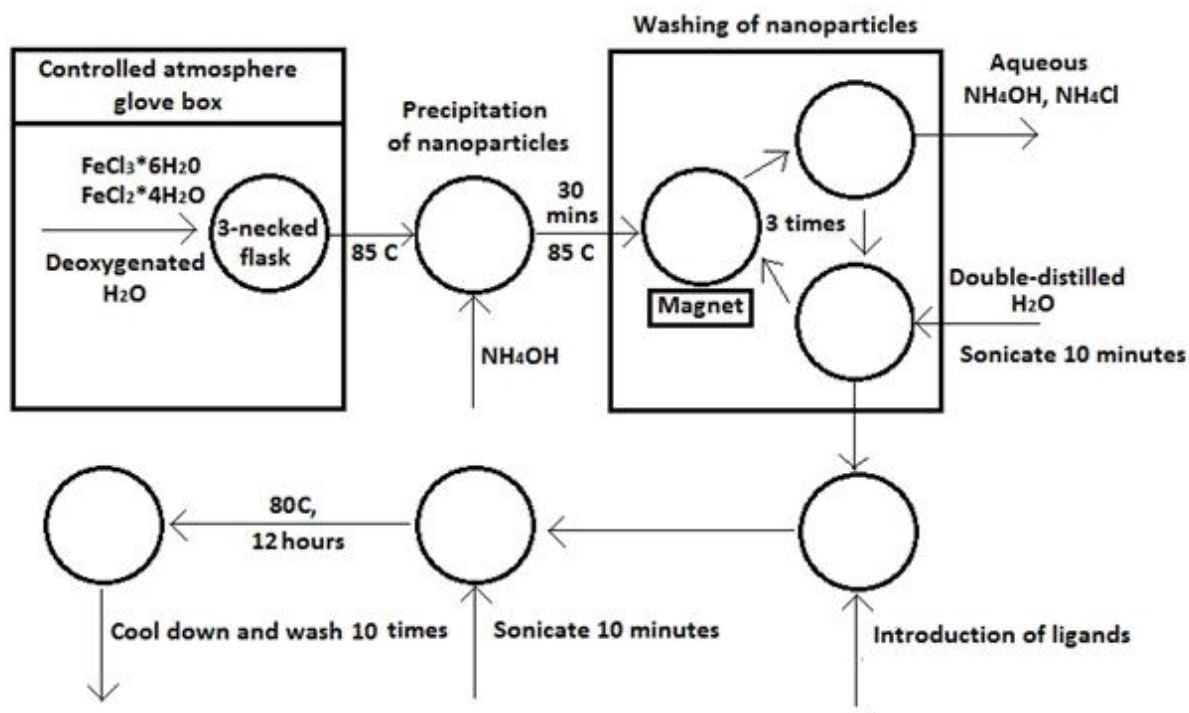 Washing of nanoparticles
Controlled atmosphere
glove box
FeCl3*6H20
FeCl2*4H2O
Deoxygenated
H2O
3-necked
flask
85 C
Precipitation
of nanoparticles
NH4OH
30
mins
85 C
Magnet
3 times
Aqueous
NH4OH, NH4Cl
Double-distilled
H2O
Sonicate 10 minutes
Introduction of ligands
Sonicate 10 minutes
80C,
12 hours
Cool down and wash 10 times